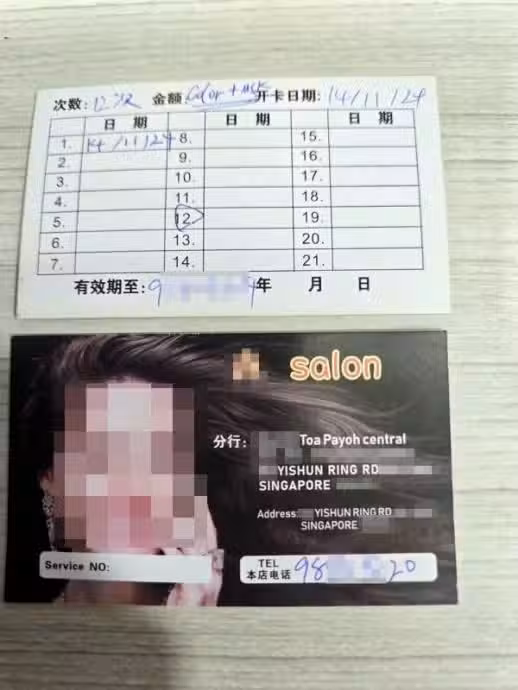 次数: 12次 金额: Color + 开卡日期: 14/11/24
日 期 日 期 日 期
1. 14/11/24 8. 15.
2. 9. 16.
3. 10. 17.
4. 11. 18.
5. 12. 19.
6. 13. 20.
7. 14. 21.
有效期至: 9 年 月 日
salon
分行: Toa Payoh central
YISHUN RING RD
SINGAPORE
Address: YISHUN RING RD
SINGAPORE
Service NO:
TEL
本店电话 98 20